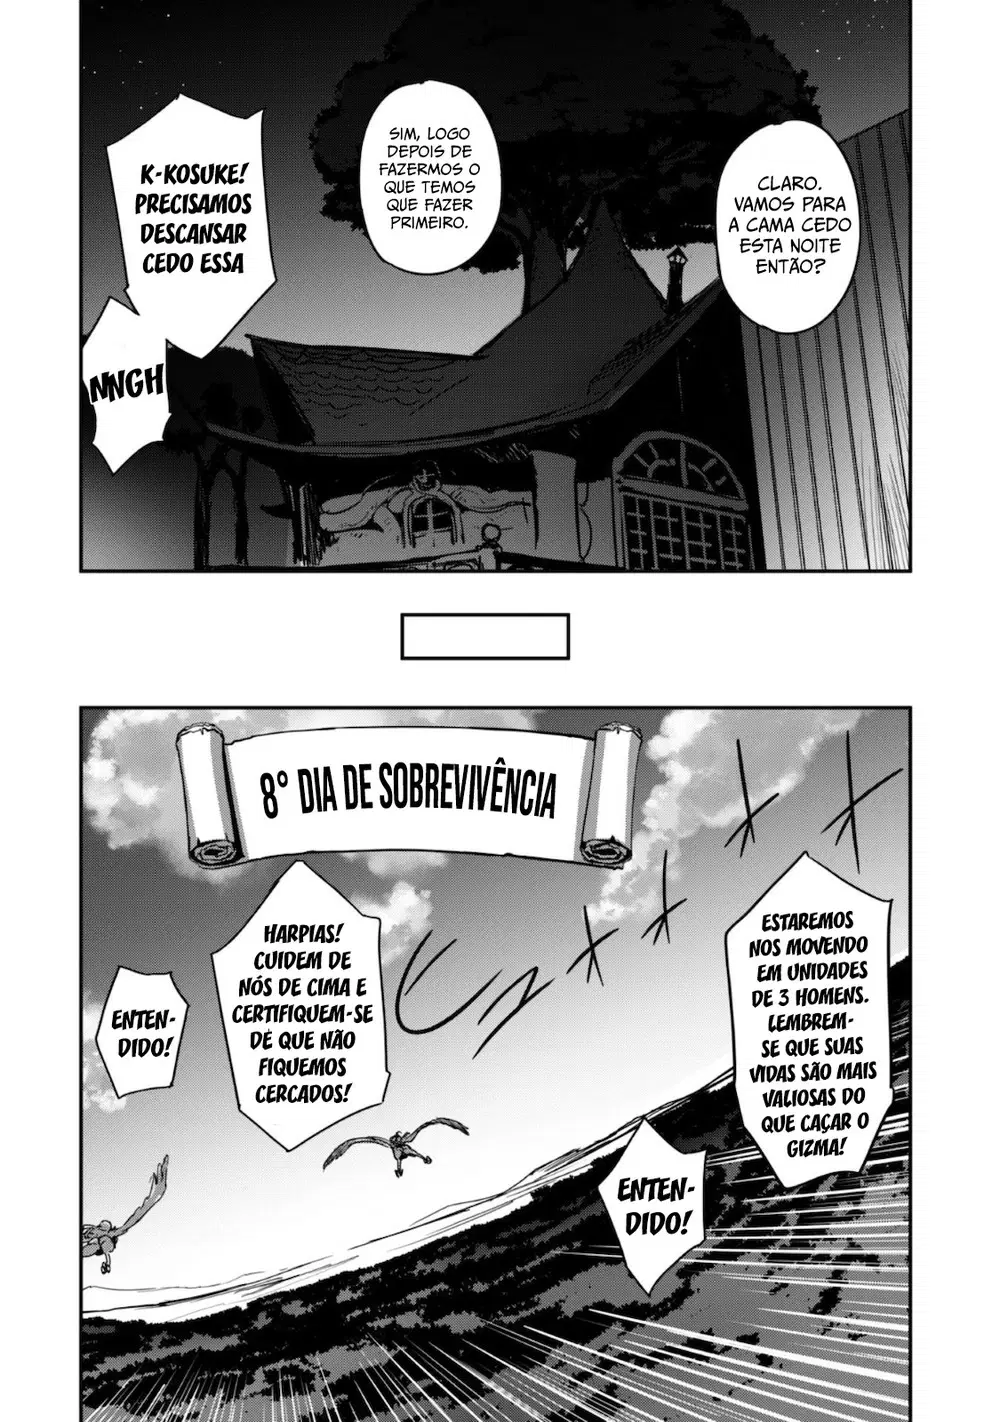 CLARO.
VAMOS PARA
A CAMA CEDO
ESTA NOITE
ENTÃO?
SIM, LOGO
DEPOIS DE
FAZERMOS O
QUE TEMOS
QUE FAZER
PRIMEIRO.
K-KOSUKE!
PRECISAMOS
DESCANSAR
CEDO ESSA
NNGH
8° DIA DE SOBREVIVÊNCIA
ESTAREMOS
NOS MOVENDO
EM UNIDADES
DE 3 HOMENS.
LEMBREM-
SE QUE SUAS
VIDAS SÃO MAIS
VALIOSAS DO
QUE CAÇAR O
GIZMA!
ENTEN-
DIDO!
HARPIAS!
CUIDEM DE
NÓS DE CIMA E
CERTIFIQUEM-SE
DE QUE NÃO
FIQUEMOS
CERCADOS!
ENTEN-
DIDO!